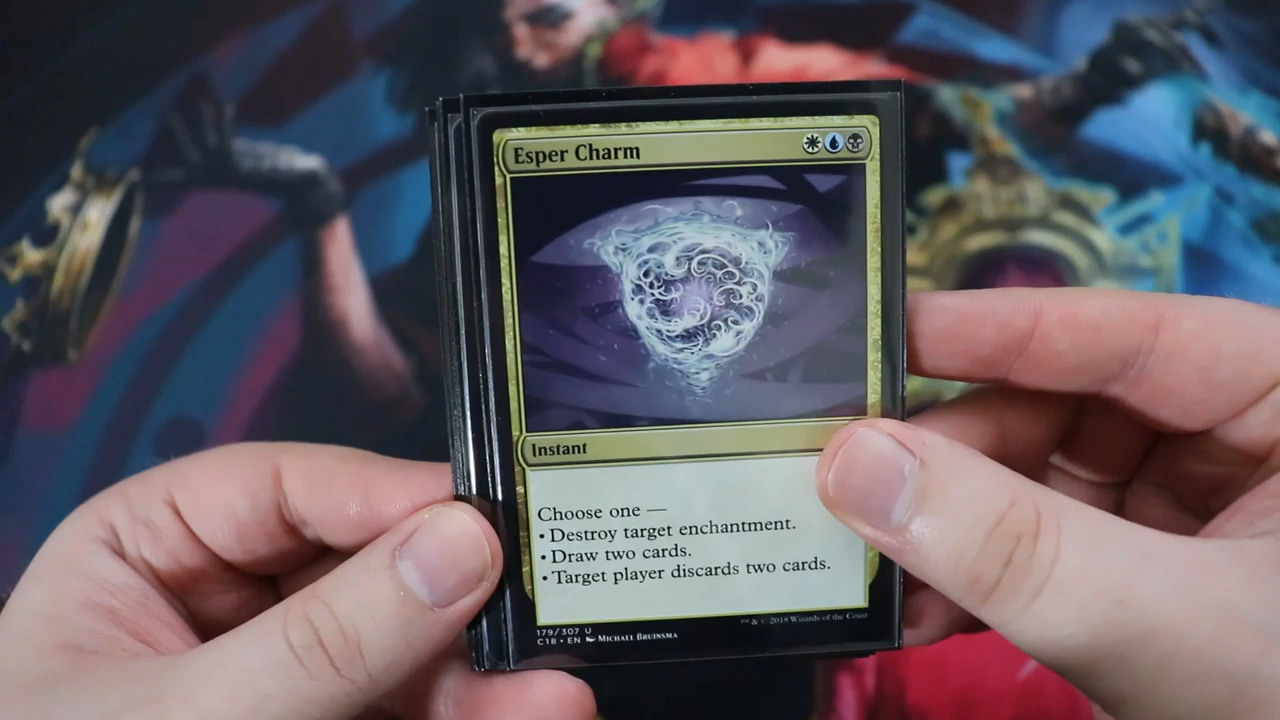 Esper Charm
Instant
Choose one —
• Destroy target enchantment.
• Draw two cards.
• Target player discards two cards.
179/307 U
C18 • EN Michael Bruinsma
™ & © 2018 Wizards of the Coast